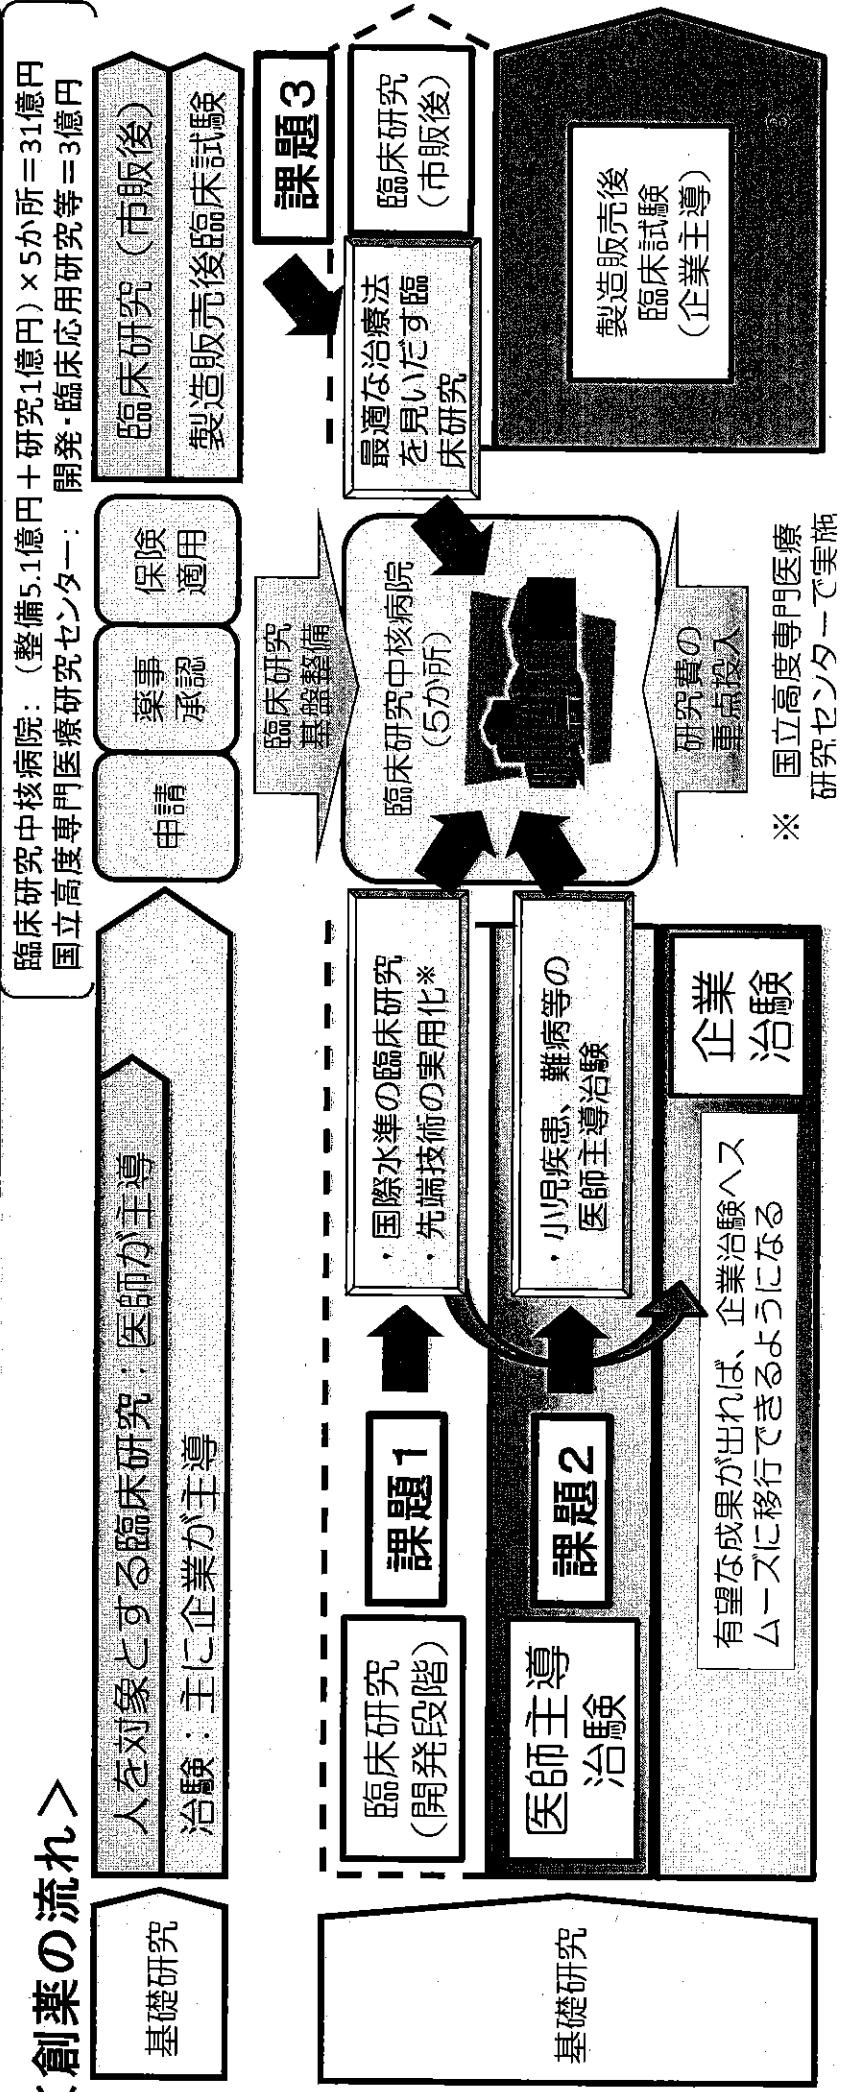 <創薬の流れ>
臨床研究中核病院：（整備5.1億円＋研究1億円）×5か所＝31億円
国立高度専門医療研究センター：　開発・臨床応用研究等＝3億円
基礎研究
人を対象とする臨床研究：医師が主導
治験：主に企業が主導
申請
薬事
承認
保険
適用
臨床研究（市販後）
製造販売後臨床試験
基礎研究
臨床研究
（開発段階）
課題1
・国際水準の臨床研究
・先端技術の実用化※
医師主導
治験
課題2
・小児疾患、難病等の
医師主導治験
有望な成果が出れば、企業治験へス
ムーズに移行できるようになる
企業
治験
臨床研究
基盤整備
臨床研究中核病院
（5か所）
研究費の
重点投入
※　国立高度専門医療
研究センターで実施
課題3
最適な治療法
を見いだす臨
床研究
臨床研究
（市販後）
製造販売後
臨床試験
（企業主導）